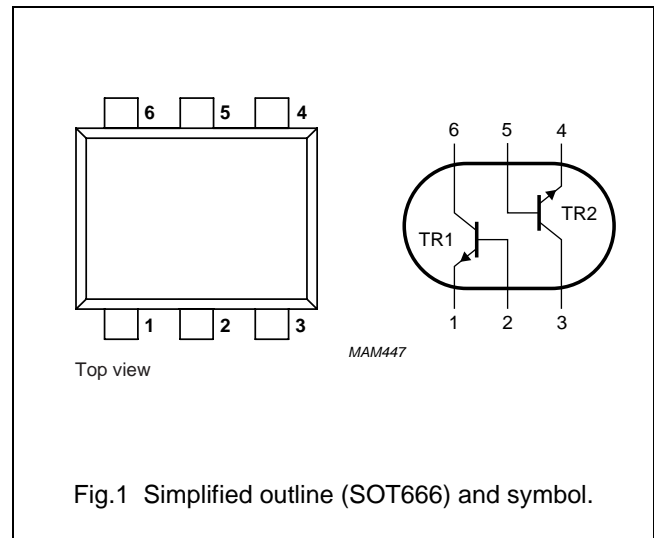 6 5 4
6 5 4
TR1 TR2
1 2 3
1 2 3
Top view
MAM447
Fig.1 Simplified outline (SOT666) and symbol.